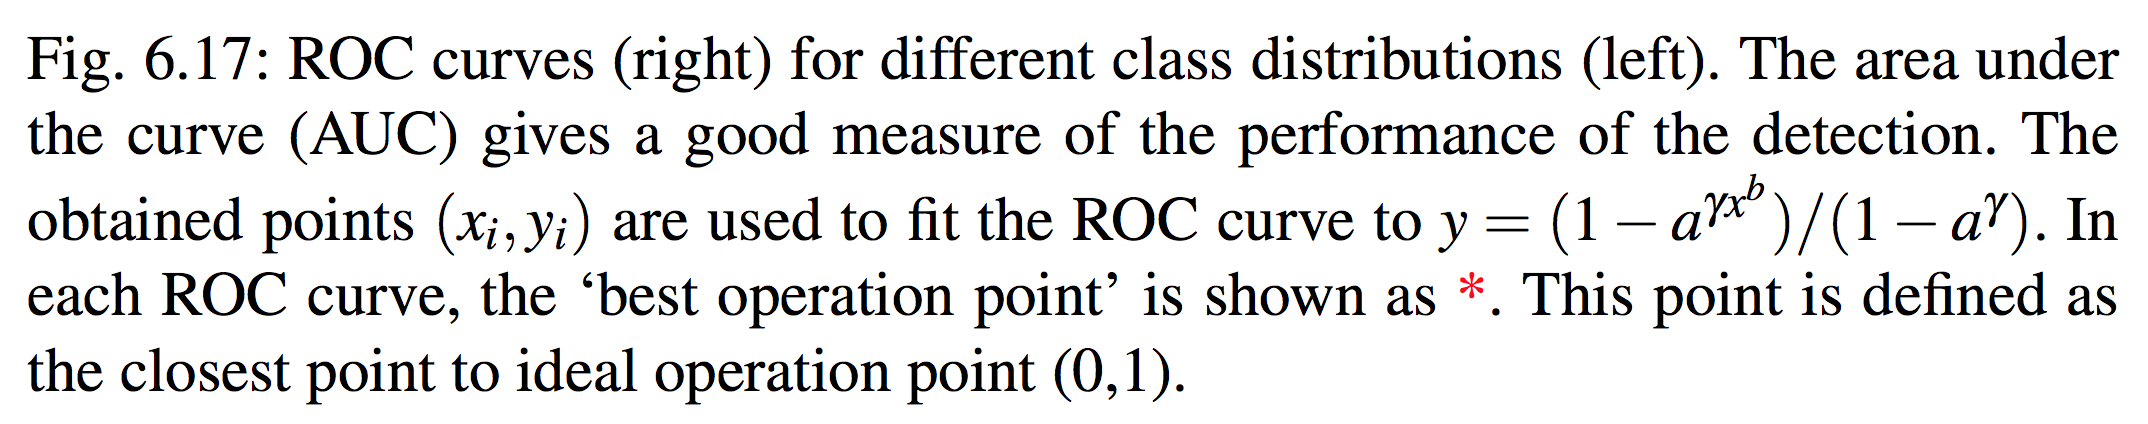 Fig. 6.17: ROC curves (right) for different class distributions (left). The area under
the curve (AUC) gives a good measure of the performance of the detection. The
obtained points (xᵢ, yᵢ) are used to fit the ROC curve to y = (1 − a^{γx^b})/(1 − a^γ). In
each ROC curve, the ‘best operation point’ is shown as *. This point is defined as
the closest point to ideal operation point (0,1).